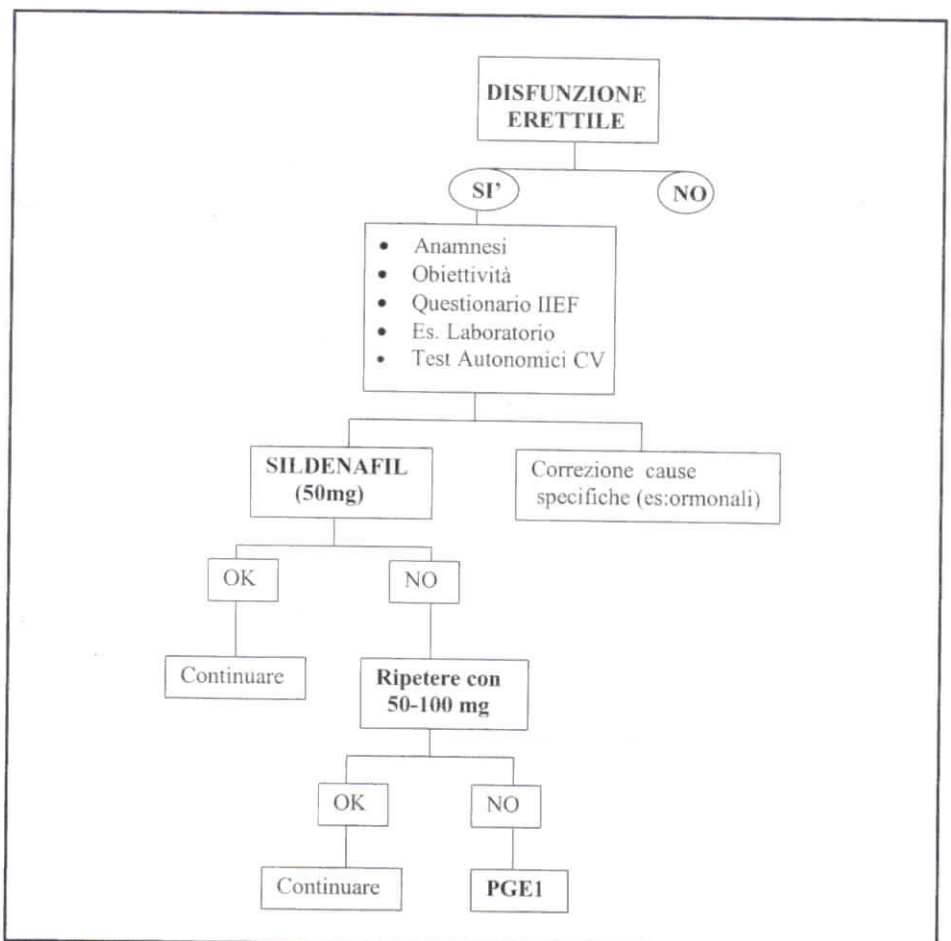 DISFUNZIONE
ERETTILE
SI'
NO
• Anamnesi
• Obiettività
• Questionario IIEF
• Es. Laboratorio
• Test Autonomici CV
SILDENAFIL
(50mg)
Correzione cause
specifiche (es:ormonali)
OK
NO
Continuare
Ripetere con
50-100 mg
OK
NO
Continuare
PGE1